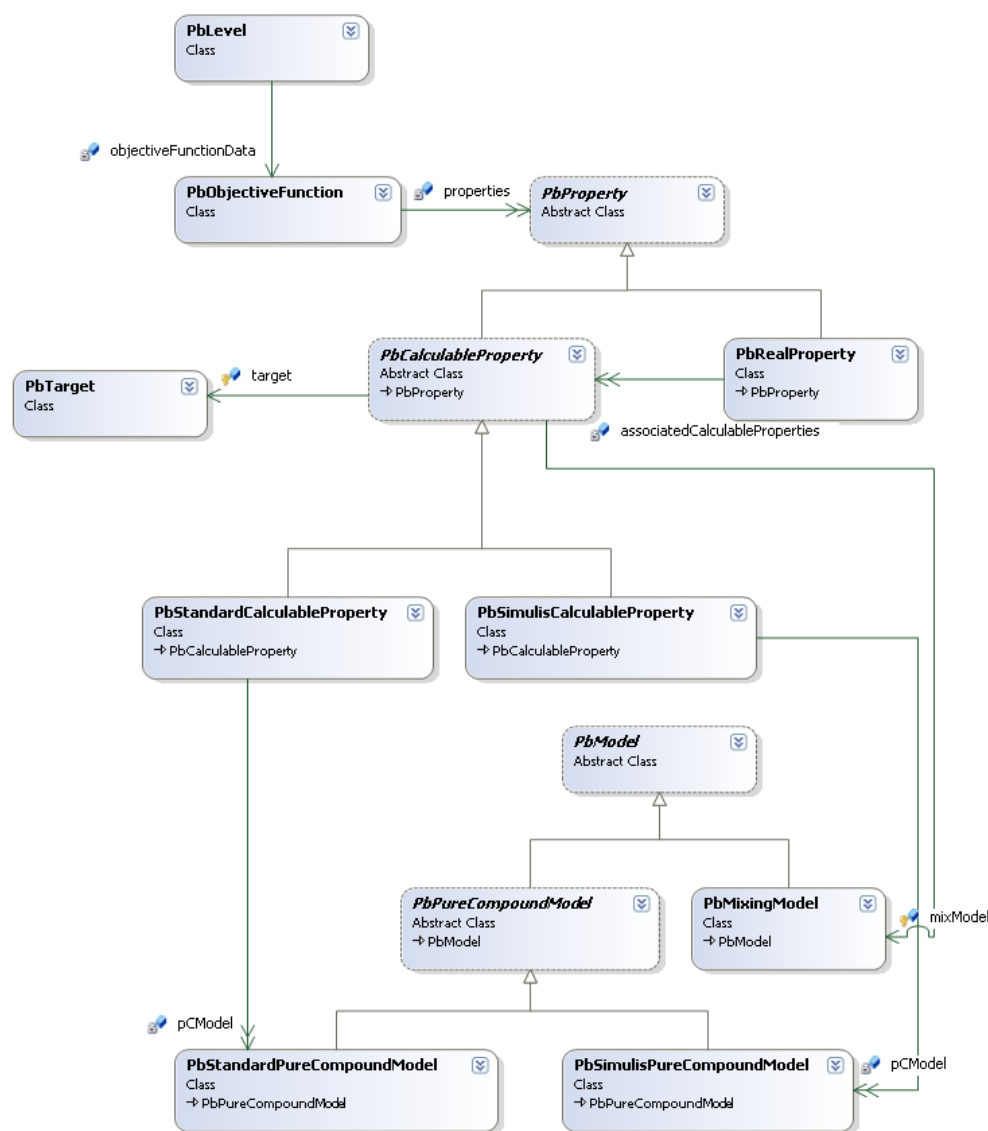 PbLevel
Class
objectiveFunctionData
PbObjectiveFunction
Class
properties
PbProperty
Abstract Class
PbCalculableProperty
Abstract Class
PbProperty
PbRealProperty
Class
PbProperty
PbTarget
Class
target
associatedCalculableProperties
PbStandardCalculableProperty
Class
PbCalculableProperty
PbSimulisCalculableProperty
Class
PbCalculableProperty
PbModel
Abstract Class
PbPureCompoundModel
Abstract Class
PbModel
PbMixingModel
Class
PbModel
mixModel
pCModel
PbStandardPureCompoundModel
Class
PbPureCompoundModel
PbSimulisPureCompoundModel
Class
PbPureCompoundModel
pCModel